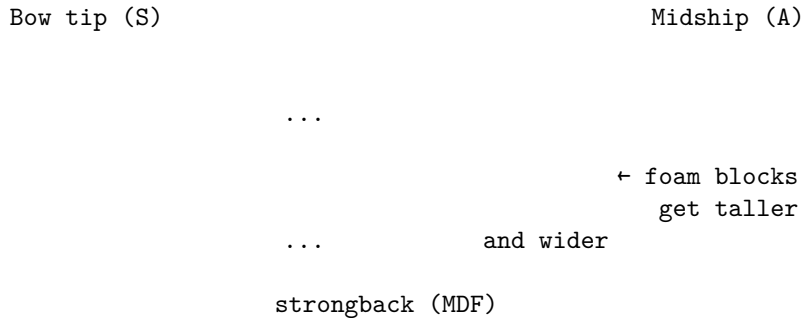 Bow tip (S) Midship (A)
...
← foam blocks
get taller
... and wider
strongback (MDF)